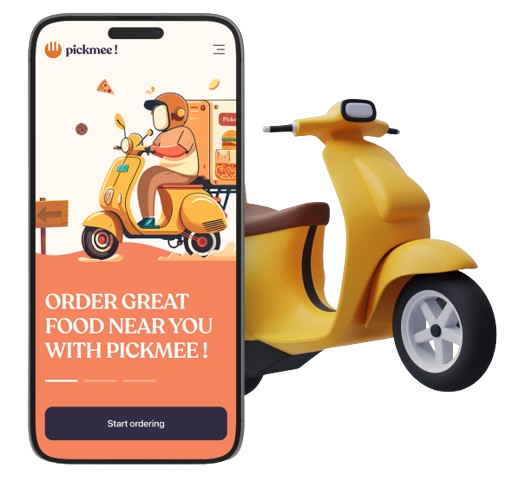 pickmee !
ORDER GREAT
FOOD NEAR YOU
WITH PICKMEE !
Start ordering